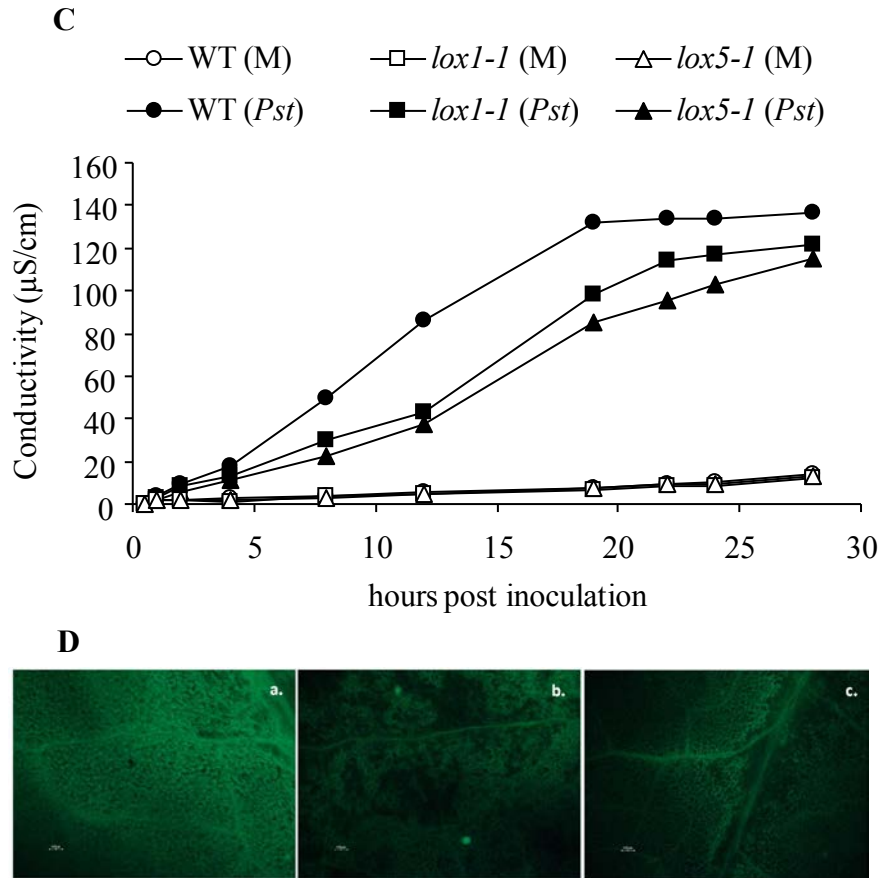 C
WT (M) lox1-1 (M) lox5-1 (M)
WT (Pst) lox1-1 (Pst) lox5-1 (Pst)
160
140
120
100
80
60
40
20
0
Conductivity (µS/cm)
0 5 10 15 20 25 30
hours post inoculation
D
a. b. c.